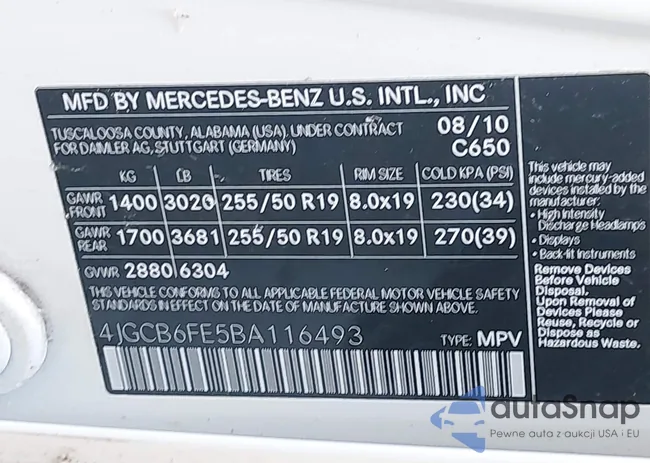 MFD BY MERCEDES-BENZ U.S. INTL., INC
TUSCALOOSA COUNTY, ALABAMA (USA), UNDER CONTRACT
FOR DAIMLER AG, STUTTGART (GERMANY)
08/10
C650
KG LB TIRES RIM SIZE COLD KPA (PSI)
GAWR FRONT 1400 3020 255/50 R19 8.0x19 230(34)
GAWR REAR 1700 3681 255/50 R19 8.0x19 270(39)
GVWR 2880 6304
THIS VEHICLE CONFORMS TO ALL APPLICABLE FEDERAL MOTOR VEHICLE SAFETY
STANDARDS IN EFFECT ON THE DATE OF MANUFACTURE SHOWN ABOVE.
4JGCB6FE5BA116493 TYPE: MPV
This vehicle may
include mercury-added
devices installed by the
manufacturer:
• High Intensity
Discharge Headlamps
• Displays
• Back-lit Instruments
Remove Devices
Before Vehicle
Disposal.
Upon Removal
of Devices Please
Reuse, Recycle or
Dispose as
Hazardous Waste.
autoSnap
Pewne auta z aukcji USA i EU